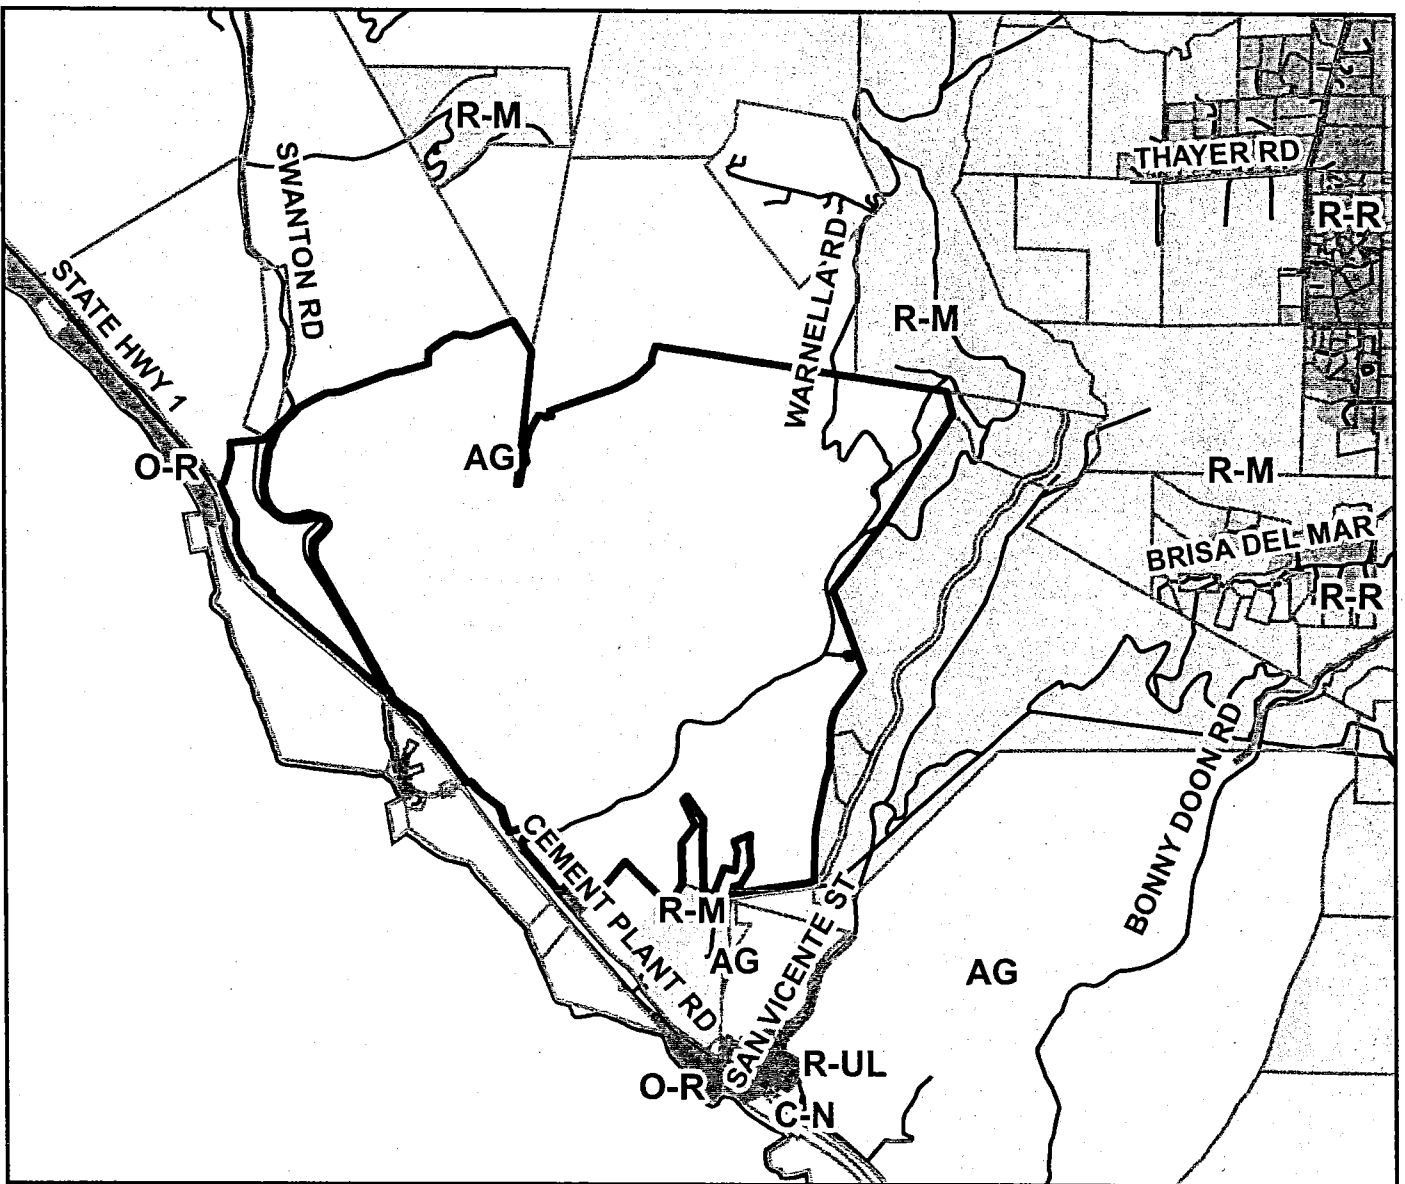 R-M
THAYER RD
SWANTON RD
R-R
STATE HWY 1
WARNELLA RD
R-M
AG
O-R
R-M
BRISA DEL MAR
R-R
BONNY DOON RD
CEMENT PLANT RD
R-M
AG
SAN VICENTE ST
AG
R-UL
O-R
C-N